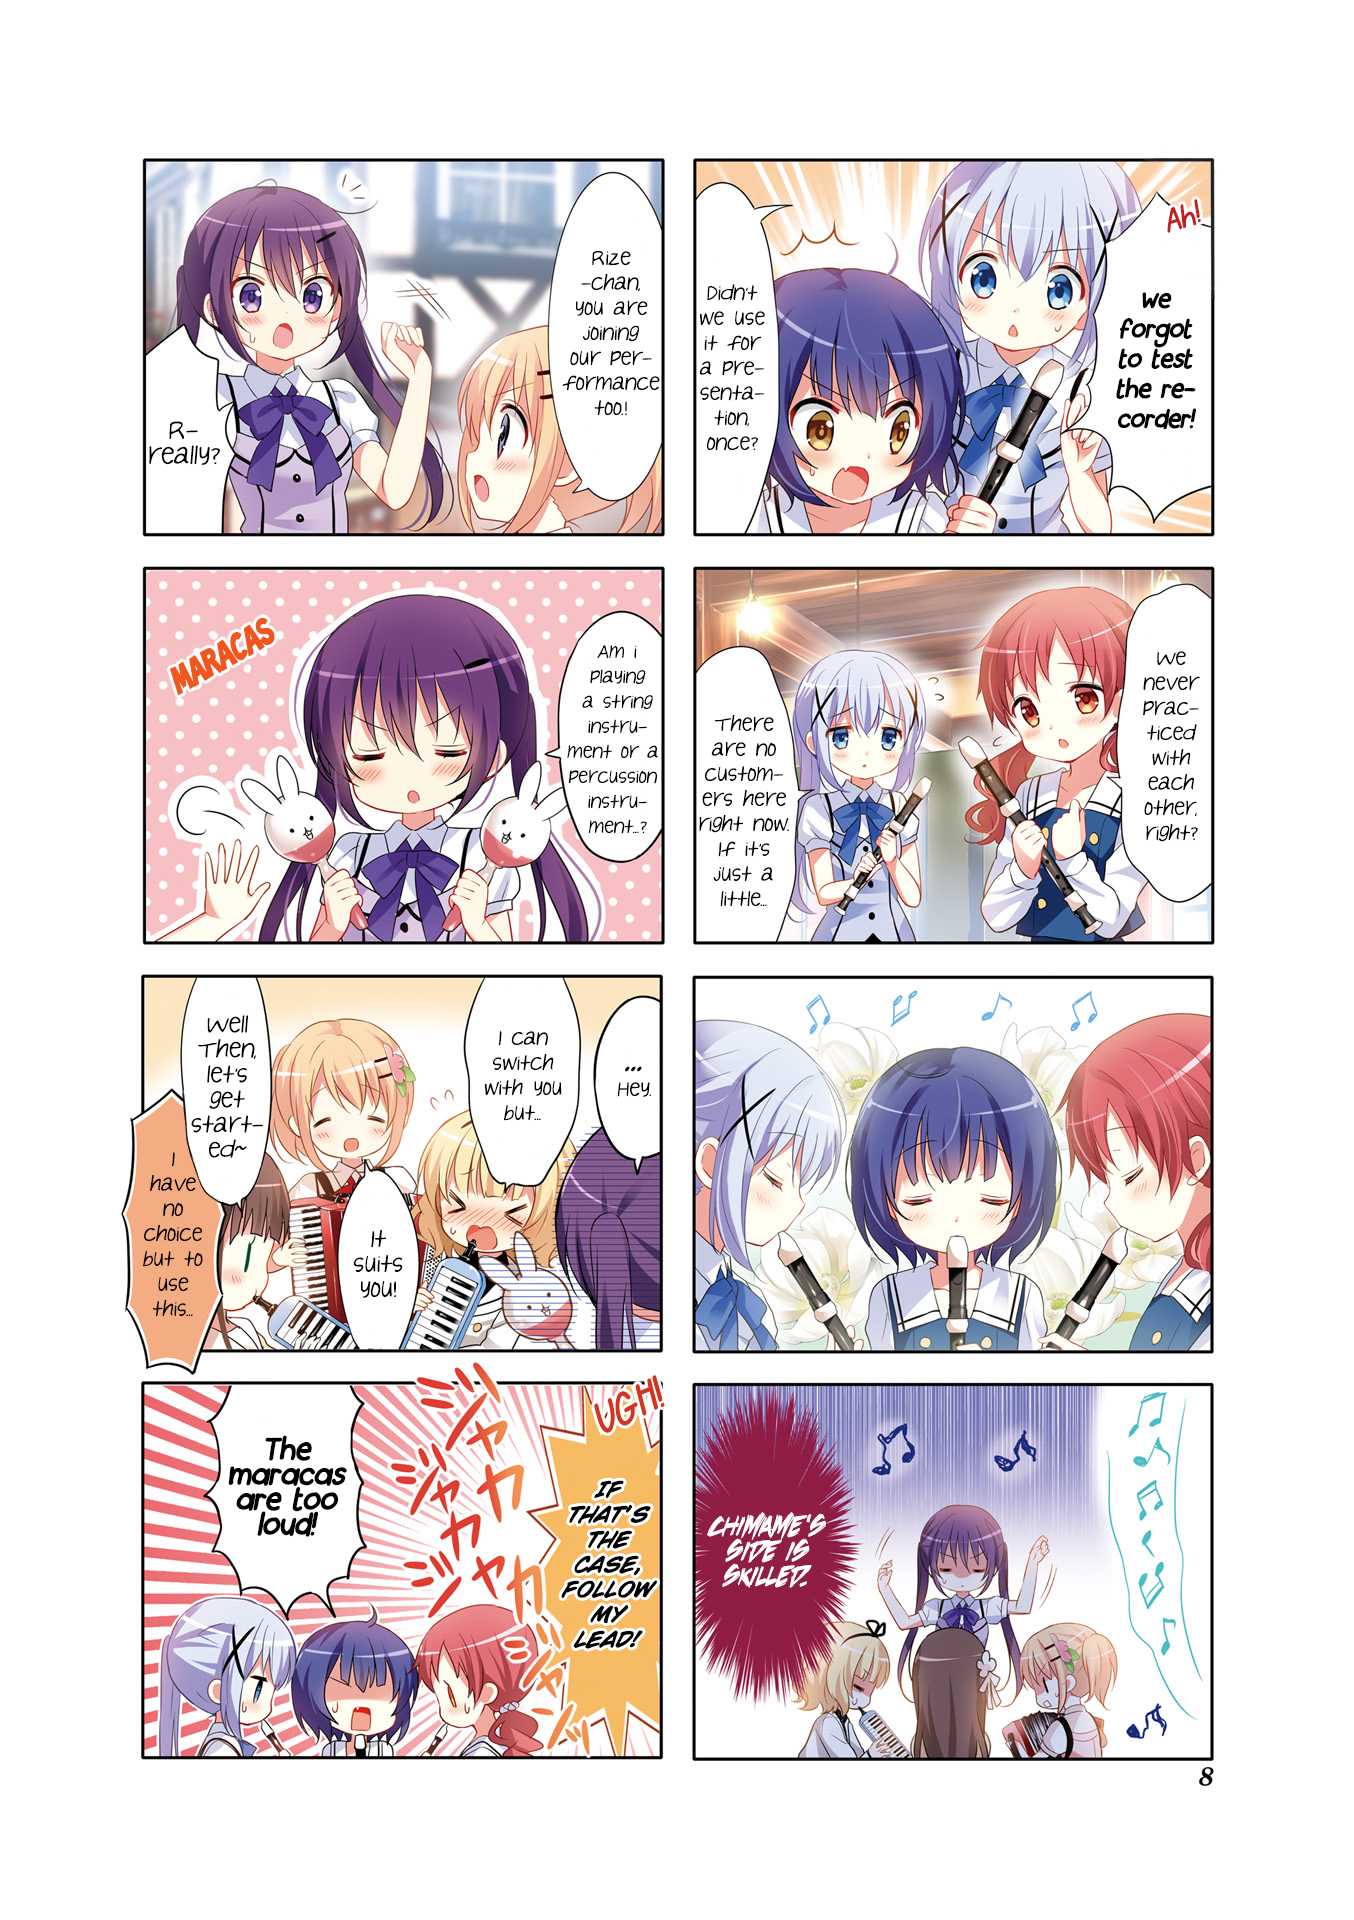 Ah!
We
forgot
to test
the re-
corder!
Didn't
we use
it for
a pre-
senta-
tion,
once?
We
never
prac-
ticed
with
each
other,
right?
There
are no
custom-
ers here
right now.
If it's
just a
little...
CHIMAME'S
SIDE IS
SKILLED.
Rize
-chan,
you are
joining
our per-
formance
too!
R-
really?
Am i
playing
a string
instru-
ment or a
percussion
instru-
ment...?
MARACAS
...
Hey.
I can
switch
with you
but...
Well
Then,
let's
get
start-
ed~
It
suits
you!
I
have
no
choice
but to
use
this...
UGH!
IF
THAT'S
THE
CASE,
FOLLOW
MY
LEAD!
ジャカ
ジャカ
ジャカ
ジャン
The
maracas
are too
loud!
8